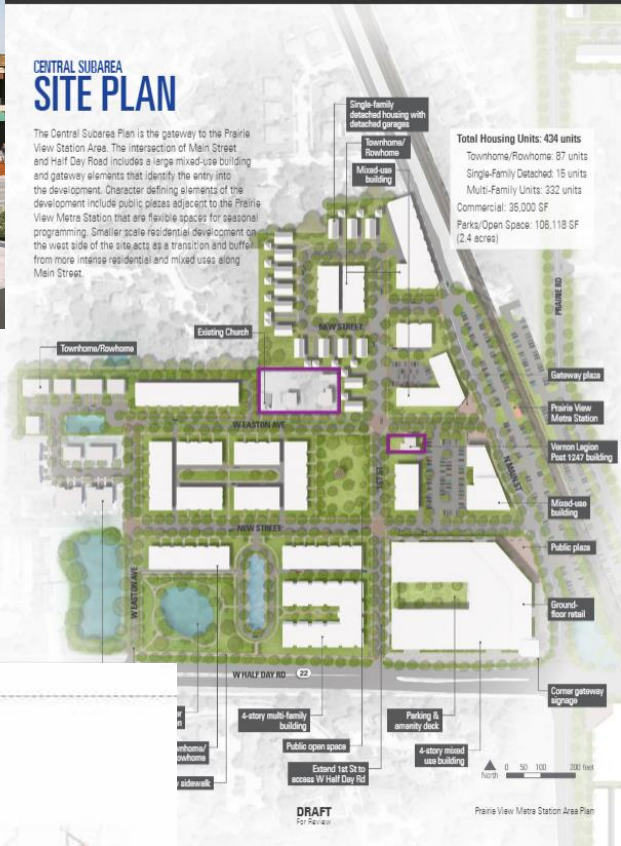 CENTRAL SUBAREA
SITE PLAN
The Central Subarea Plan is the gateway to the Prairie
View Station Area. The intersection of Main Street
and Half Day Road includes a large mixed-use building
and gateway elements that identify the entry into
the development. Character defining elements of the
development include public plazas adjacent to the Prairie
View Metra Station that are flexible spaces for seasonal
programming. Smaller scale residential development on
the west side of the site acts as a transition and buffer
from more intense residential and mixed uses along
Main Street.
Single-family
detached housing with
detached garages
Townhome/
Rowhome
Mixed-use
building
Total Housing Units: 434 units
Townhome/Rowhome: 87 units
Single-Family Detached: 15 units
Multi-Family Units: 332 units
Commercial: 35,000 SF
Parks/Open Space: 106,118 SF
(2.4 acres)
PRAIRIE RD
Existing Church
NEW STREET
Townhome/Rowhome
Gateway plaza
Prairie View
Metra Station
W EASTON AVE
Vernon Legion
Post 1247 building
1ST ST
N MAIN ST
Mixed-use
building
NEW STREET
Public plaza
W EASTON AVE
Ground-
floor retail
W HALF DAY RD
22
Corner gateway
signage
4-story multi-family
building
Parking &
amenity deck
Public open space
4-story mixed
use building
sidewalk
Extend 1st St to
access W Half Day Rd
North
0 50 100 200 feet
DRAFT
For Review
Prairie View Metra Station Area Plan